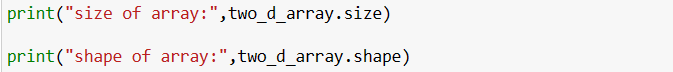 print("size of array:",two_d_array.size)
print("shape of array:",two_d_array.shape)